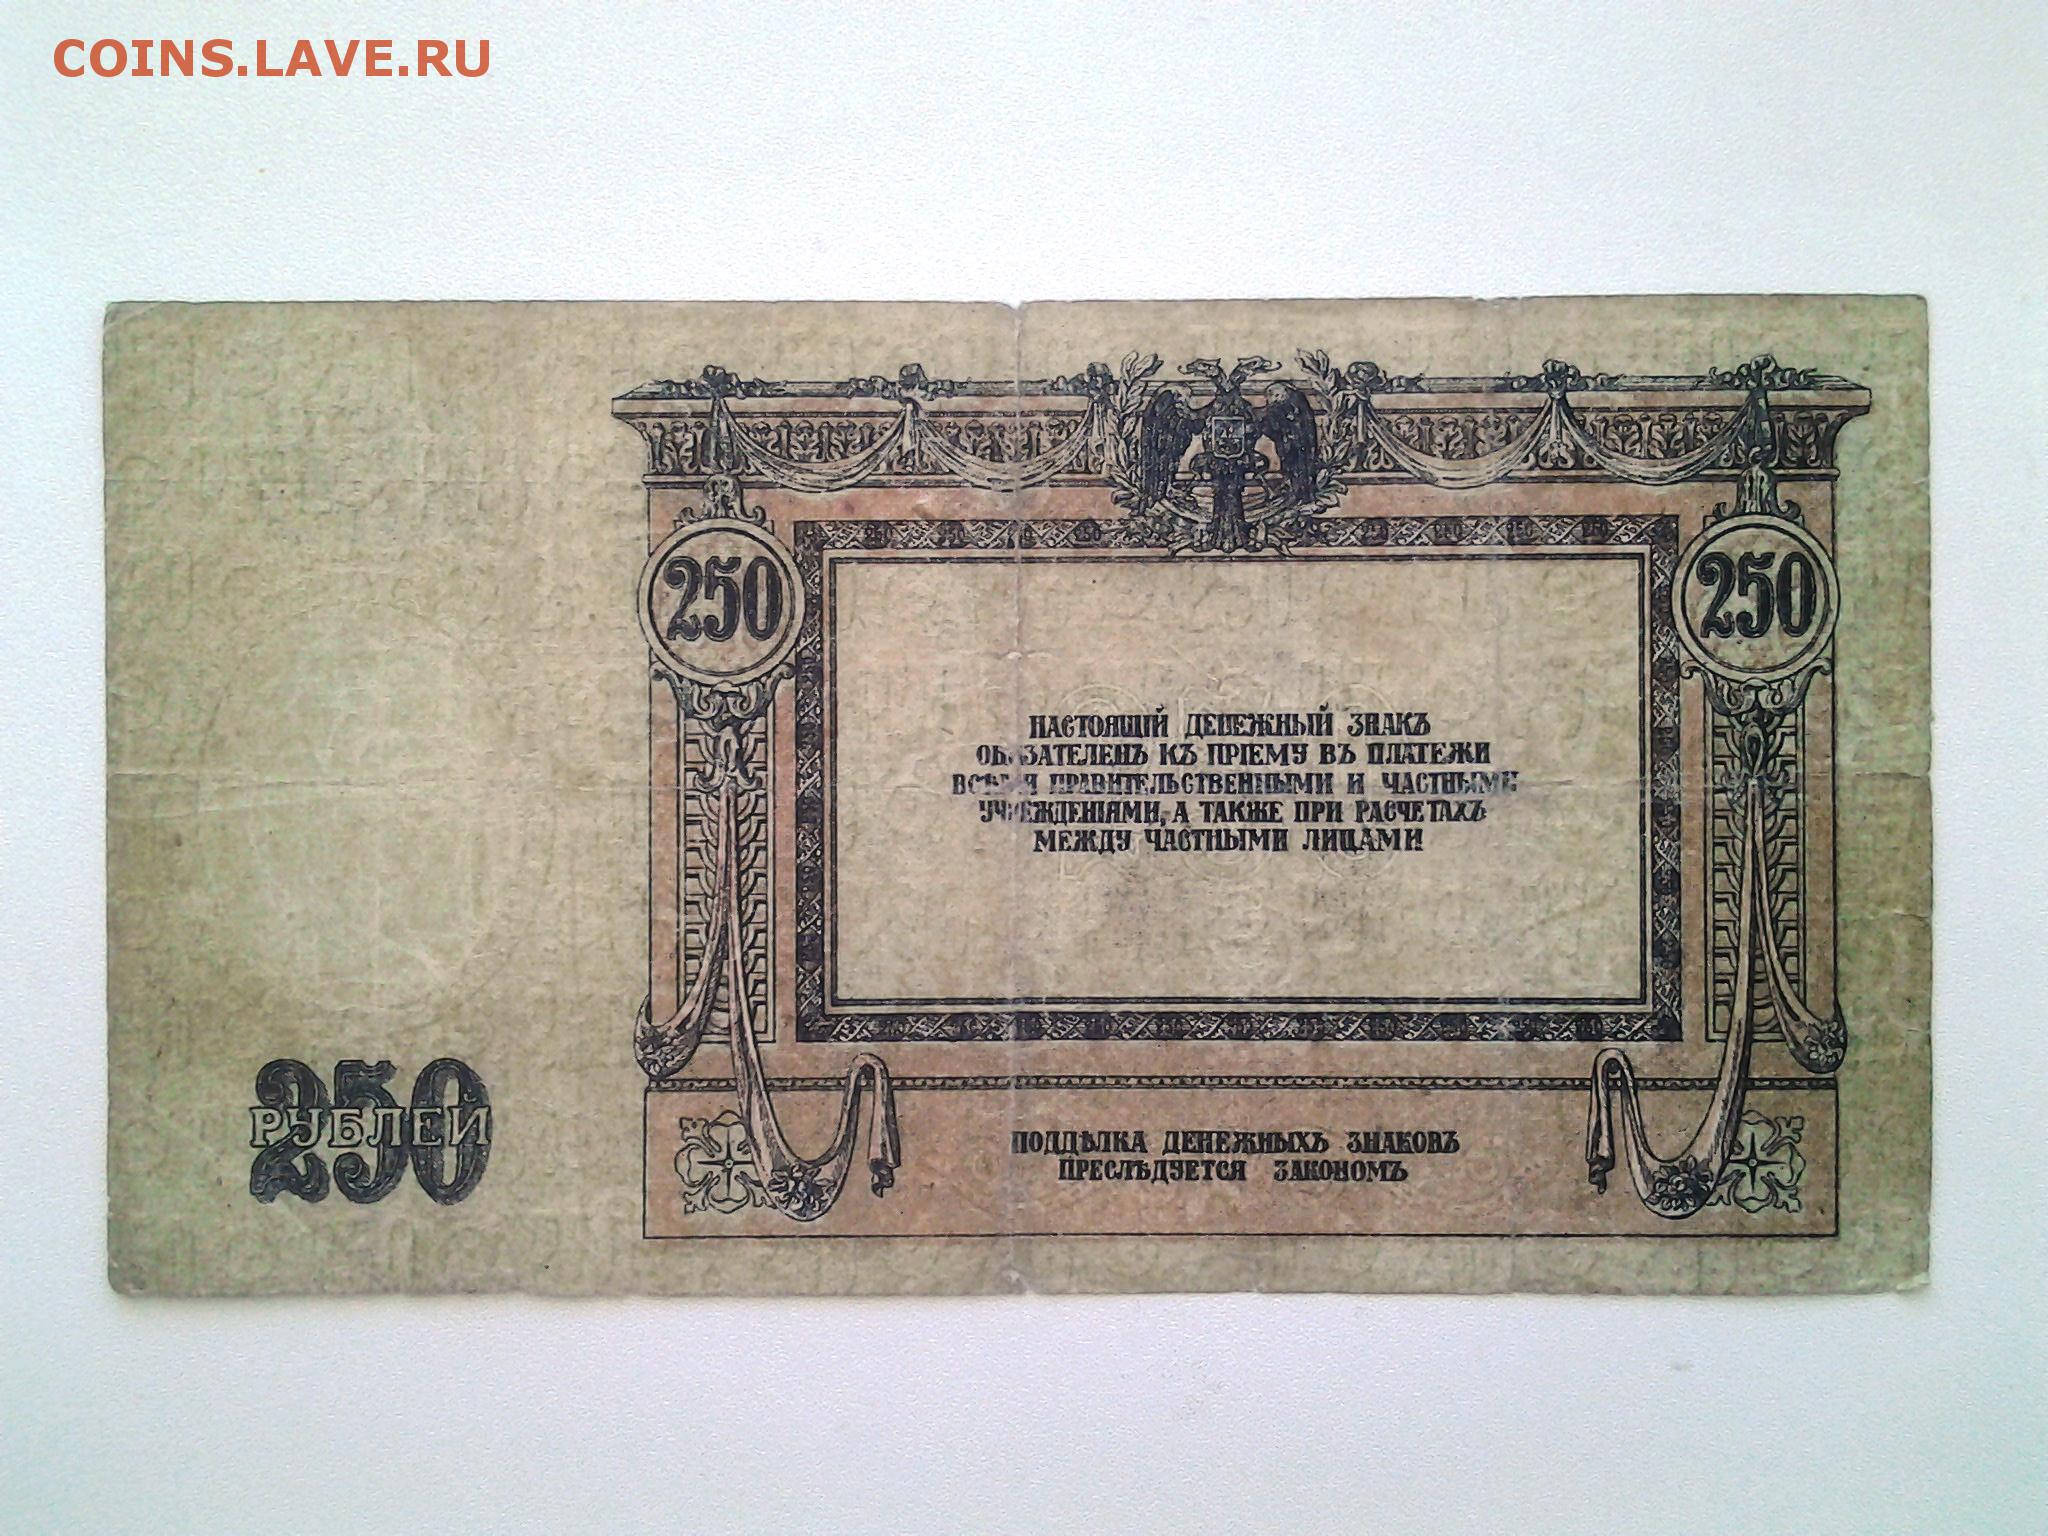 COINS.LAVE.RU
250
250
НАСТОЯЩІЙ ДЕНЕЖНЫЙ ЗНАКЪ
ОБЯЗАТЕЛЕНЪ КЪ ПРІЕМУ ВЪ ПЛАТЕЖИ
ВСѢМИ ПРАВИТЕЛЬСТВЕННЫМИ И ЧАСТНЫМИ
УЧРЕЖДЕНІЯМИ, А ТАКЖЕ ПРИ РАСЧЕТАХЪ
МЕЖДУ ЧАСТНЫМИ ЛИЦАМИ
250
РУБЛЕЙ
ПОДДѢЛКА ДЕНЕЖНЫХЪ ЗНАКОВЪ
ПРЕСЛѢДУЕТСЯ ЗАКОНОМЪ